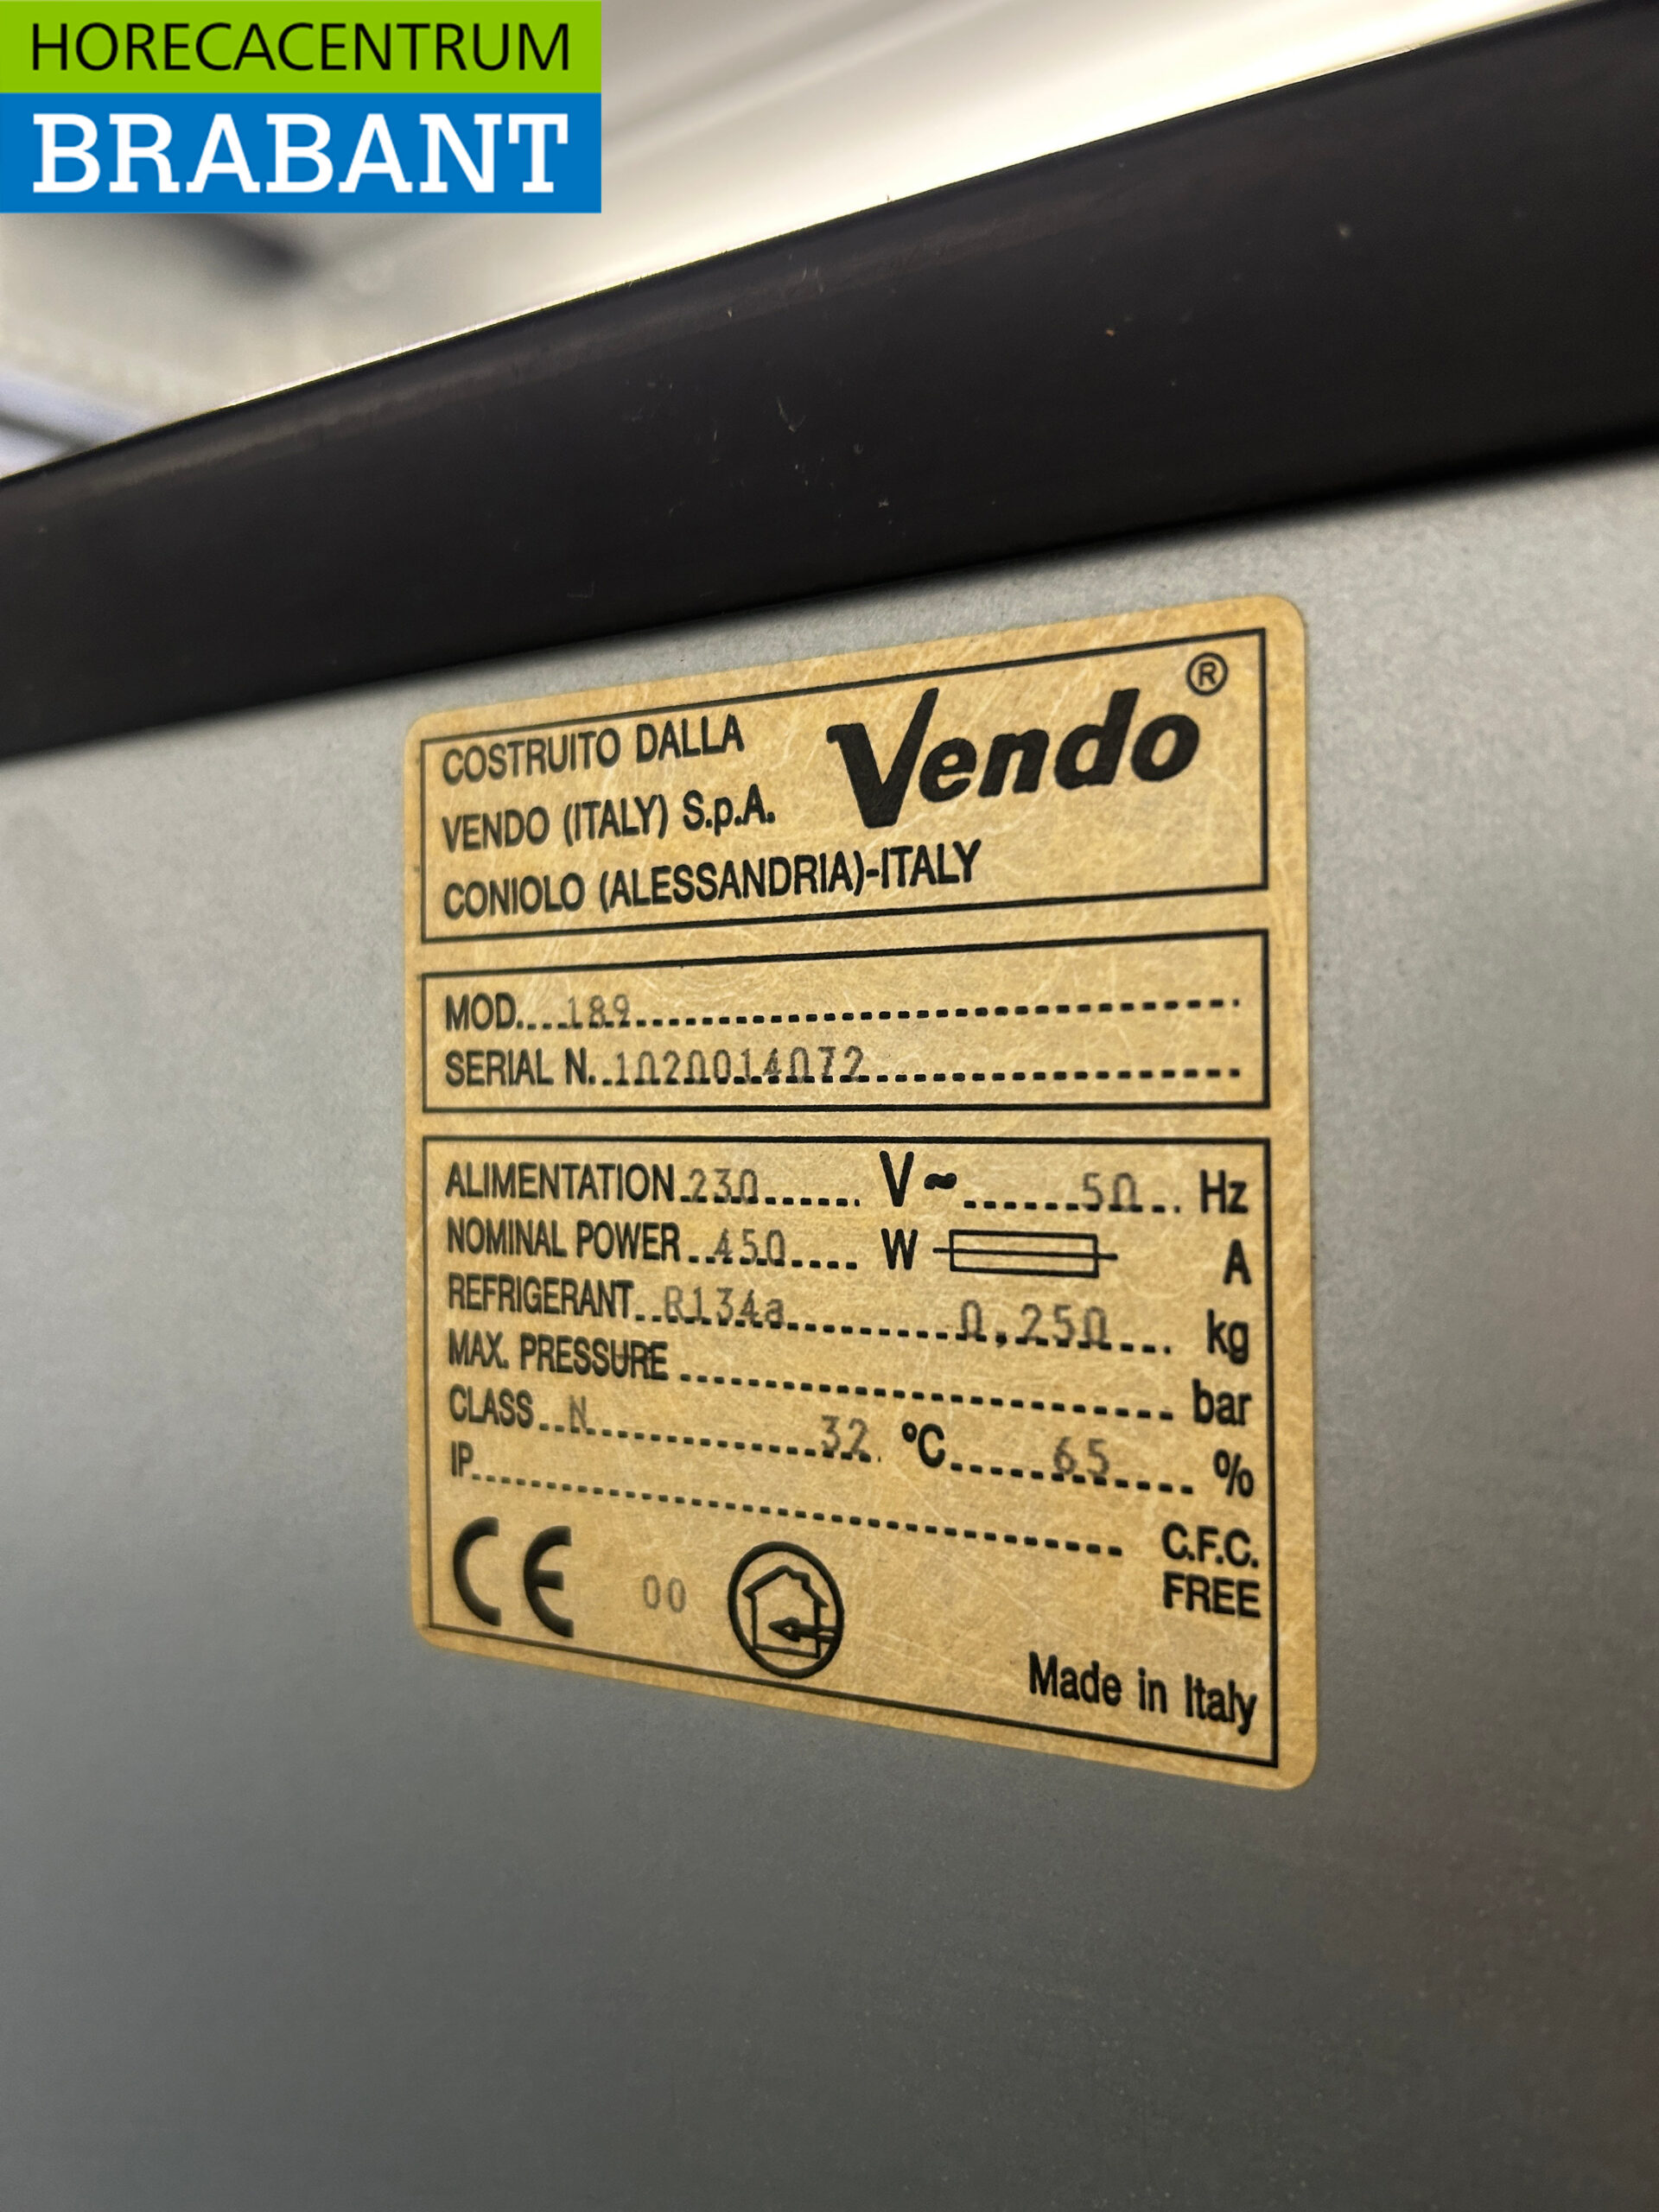 HORECACENTRUM
BRABANT
COSTRUITO DALLA
VENDO (ITALY) S.p.A.
CONIOLO (ALESSANDRIA)-ITALY
Vendo®
MOD. 189
SERIAL N. 1020014072
ALIMENTATION 230 V~ 50 Hz
NOMINAL POWER 450 W A
REFRIGERANT R134a 0,250 kg
MAX. PRESSURE bar
CLASS N 32 °C 65 %
IP
C.F.C.
FREE
CE 00
Made in Italy